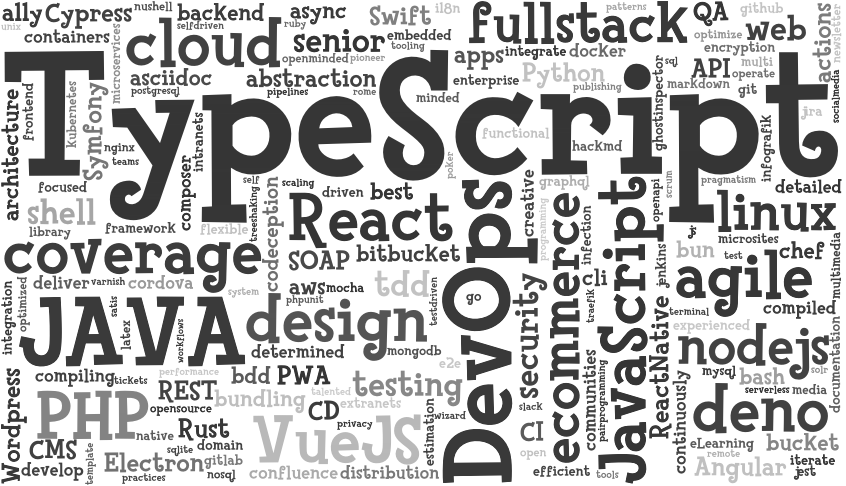 ally
Cypress
nushell
backend
async
Swift
i18n
fullstack
patterns
QA
github
actions
newsletter
unix
containers
microservices
selfdriven
cloud
ruby
senior
embedded
tooling
optimize
web
openminded
pioneer
apps
integrate
docker
encryption
asciidoc
abstraction
enterprise
Python
sql
API
multi
operate
postgresql
pipelines
rome
minded
publishing
markdown
git
socialmedia
architecture
frontend
kubernetes
Symfony
TypeScript
ghostinspector
jira
nginx
teams
composer
intranets
functional
hackmd
infografik
poker
focused
self
scaling
driven
best
creative
graphql
openapi
scrum
pragmatism
detailed
shell
library
framework
flexible
treeshaking
codeception
React
DevOps
programming
ecommerce
infection
JavaScript
js
linux
microsites
coverage
SOAP
bitbucket
bun
test
chef
multimedia
integration
optimized
deliver
varnish
cordova
system
aws
mocha
phpunit
tdd
testdriven
go
security
cli
traefik
jenkins
agile
compiled
terminal
JAVA
satis
latex
workflows
design
determined
mongodb
experienced
nodejs
documentation
Wordpress
compiling
tickets
performance
REST
bdd
PWA
talented
e2e
testing
communities
pairprogramming
ReactNative
continuously
mysql
bash
solr
serverless
media
PHP
opensource
bundling
CD
extranets
privacy
estimation
wizard
slack
deno
CMS
native
Rust
VueJS
CI
eLearning
bucket
develop
template
sqlite
domain
Electron
gitlab
practices
nosql
confluence
distribution
open
efficient
tools
remote
Angular
iterate
jest